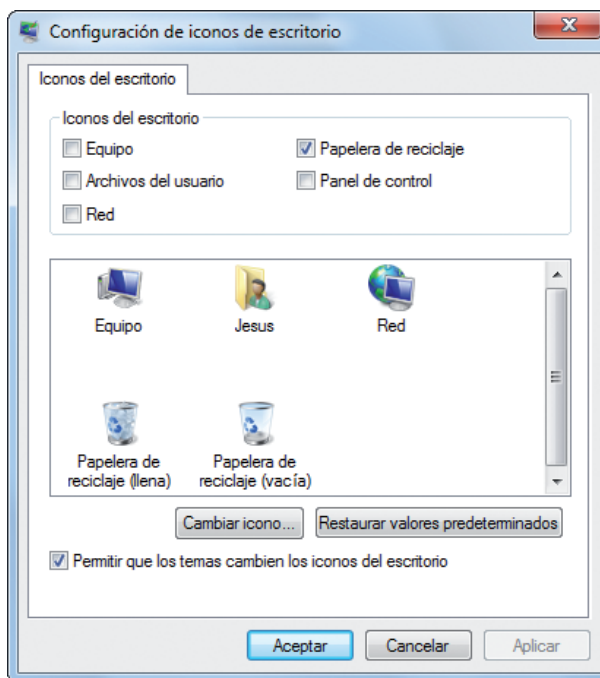 Configuración de iconos de escritorio
Iconos del escritorio
Iconos del escritorio
Equipo
Papelera de reciclaje
Archivos del usuario
Panel de control
Red
Equipo
Jesus
Red
Papelera de
reciclaje (llena)
Papelera de
reciclaje (vacía)
Cambiar icono...
Restaurar valores predeterminados
Permitir que los temas cambien los iconos del escritorio
Aceptar
Cancelar
Aplicar